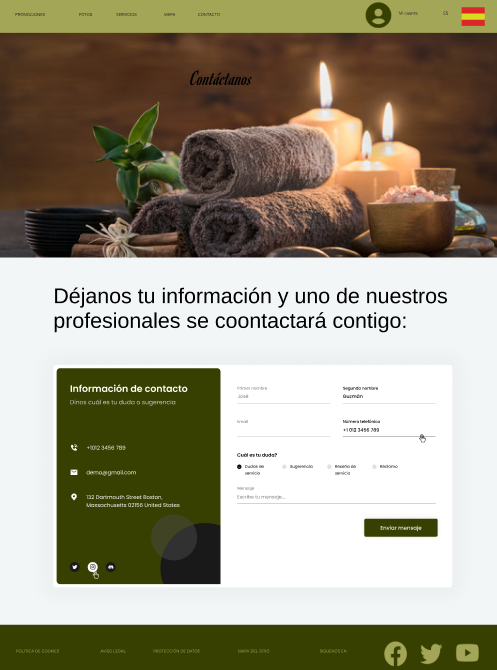 PROMOCIONES FOTOS SERVICIOS MAPA CONTACTO Mi cuenta ES
Contáctanos
Déjanos tu información y uno de nuestros
profesionales se coontactará contigo:
Información de contacto
Dinos cuál es tu duda o sugerencia
+1012 3456 789
demo@gmail.com
132 Dartmouth Street Boston,
Massachusetts 02156 United States
Primer nombre
José
Segundo nombre
Guzmán
Email
Número telefónico
+1 012 3456 789
Cuál es tu duda?
Dudas de
servicio
Sugerencia
Reseña de
servicio
Reclamo
Mensaje
Escribe tu mensaje...
Enviar mensaje
POLÍTICA DE COOKIES AVISO LEGAL PROTECCIÓN DE DATOS MAPA DEL SITIO